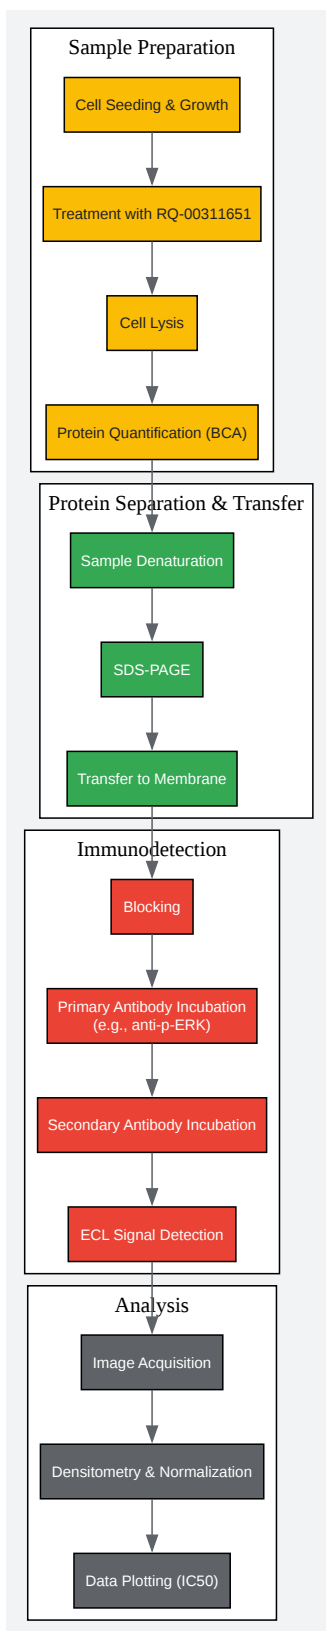 Sample Preparation
Cell Seeding & Growth
Treatment with RQ-00311651
Cell Lysis
Protein Quantification (BCA)
Protein Separation & Transfer
Sample Denaturation
SDS-PAGE
Transfer to Membrane
Immunodetection
Blocking
Primary Antibody Incubation
(e.g., anti-p-ERK)
Secondary Antibody Incubation
ECL Signal Detection
Analysis
Image Acquisition
Densitometry & Normalization
Data Plotting (IC50)